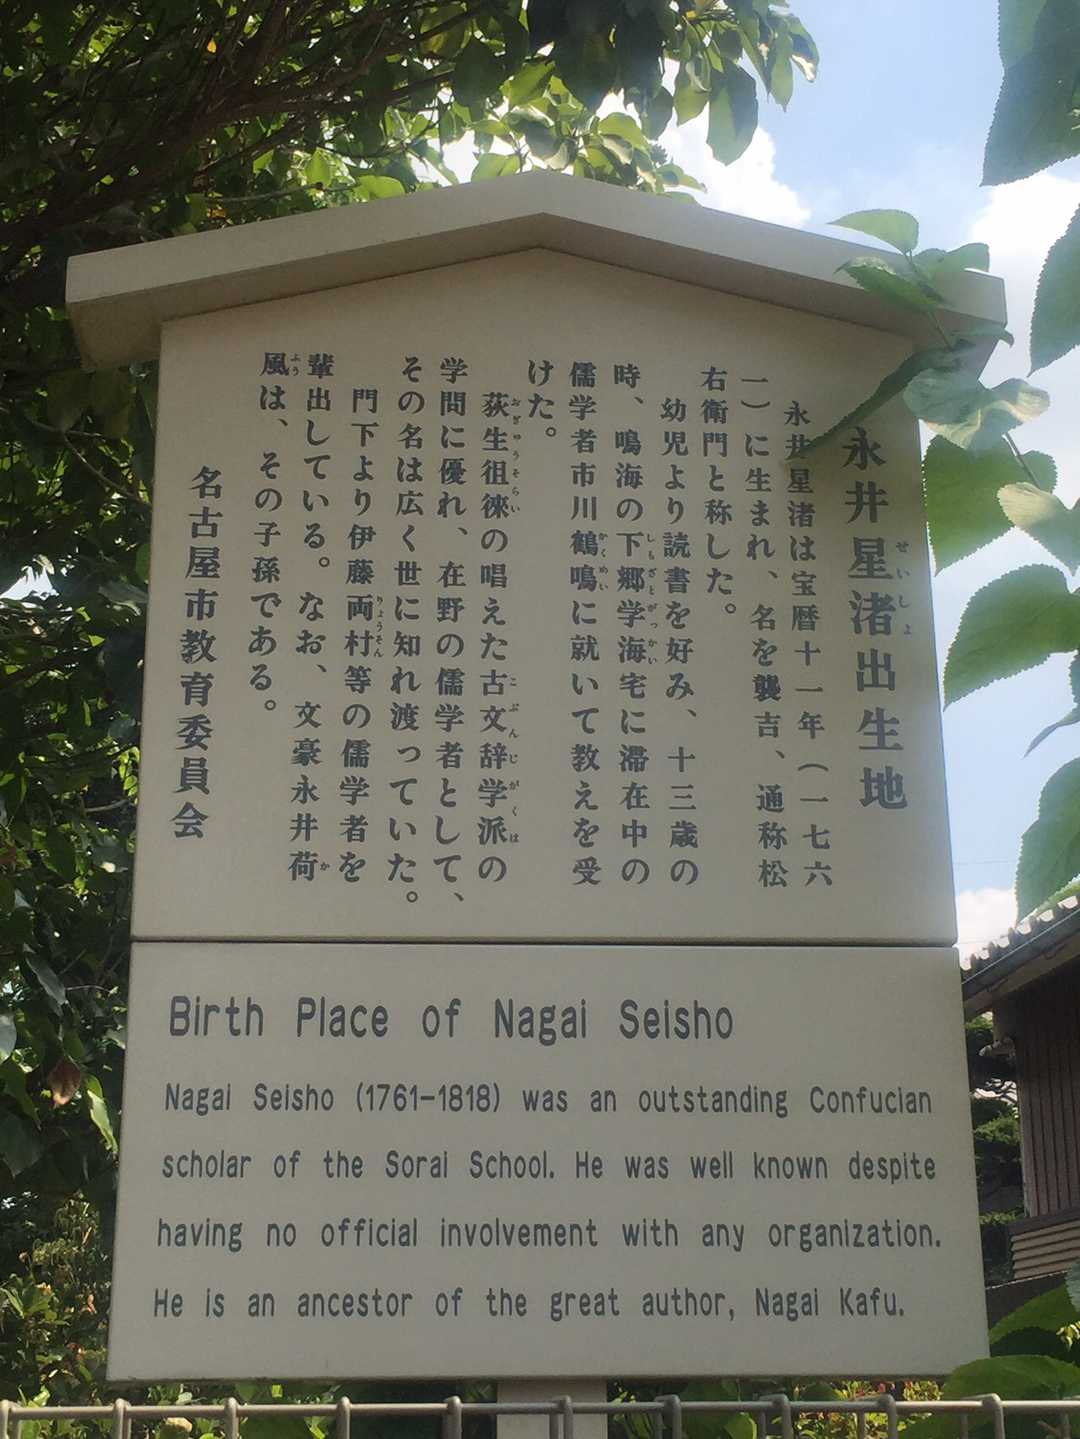 永井星渚出生地
永井星渚は宝暦十一年（一七六
一）に生まれ、名を襲吉、通称松
右衛門と称した。
幼児より読書を好み、十三歳の
時、鳴海の下郷学海宅に滞在中の
儒学者市川鶴鳴に就いて教えを受
けた。
荻生徂徠の唱えた古文辞学派の
学問に優れ、在野の儒学者として、
その名は広く世に知れ渡っていた。
門下より伊藤両村等の儒学者を
輩出している。なお、文豪永井荷
風は、その子孫である。
名古屋市教育委員会
Birth Place of Nagai Seisho
Nagai Seisho (1761-1818) was an outstanding Confucian
scholar of the Sorai School. He was well known despite
having no official involvement with any organization.
He is an ancestor of the great author, Nagai Kafu.